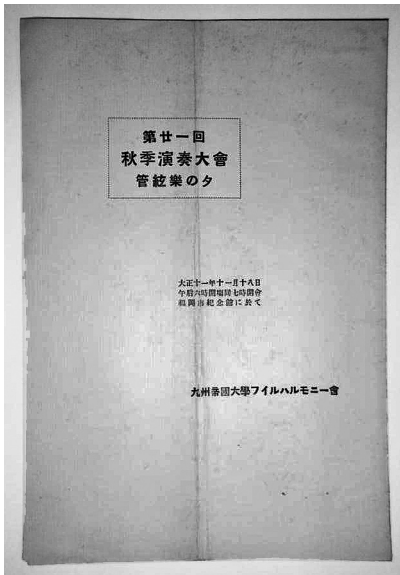 第廿一回
秋季演奏大會
管絃樂の夕
大正十一年十一月十八日
午后六時開場同七時開會
福岡市紀念館に於て
九州帝國大學フイルハルモニー會